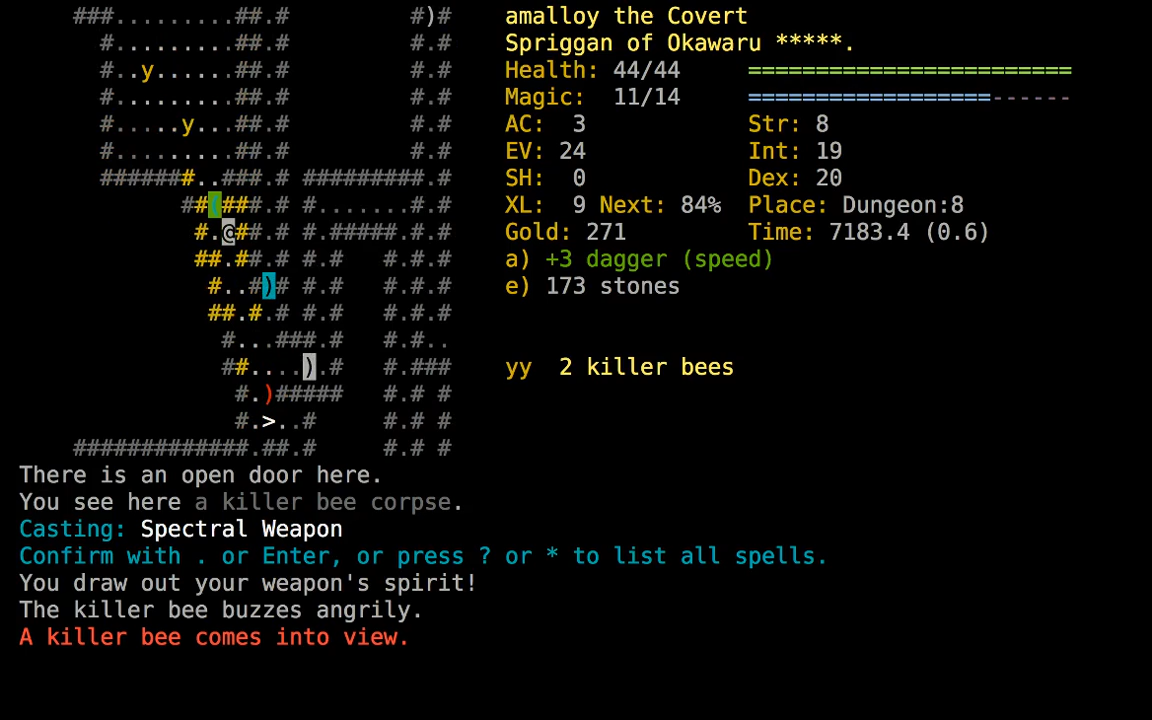 ###.........##.#         #)#   amalloy the Covert
  #.........##.#         #.#   Spriggan of Okawaru *****.
  #..y......##.#         #.#   Health: 44/44     ========================
  #.........##.#         #.#   Magic:  11/14     ==================------
  #.....y...##.#         #.#   AC:  3            Str: 8
  #.........##.#         #.#   EV: 24            Int: 19
  #######..###.# #########.#   SH:  0            Dex: 20
        ##(###.# #.......#.#   XL:  9 Next: 84%  Place: Dungeon:8
         #.@##.# #.#####.#.#   Gold: 271         Time: 7183.4 (0.6)
         ##.##.# #.#   #.#.#   a) +3 dagger (speed)
          #..#)# #.#   #.#.#   e) 173 stones
          ##.#.# #.#   #.#.#
           #...###.#   #.#..
           ##....).#   #.###   yy  2 killer bees
            #.)#####   #.# #
            #.>..#     #.# #
#############.##.#     #.# #
There is an open door here.
You see here a killer bee corpse.
Casting: Spectral Weapon
Confirm with . or Enter, or press ? or * to list all spells.
You draw out your weapon's spirit!
The killer bee buzzes angrily.
A killer bee comes into view.